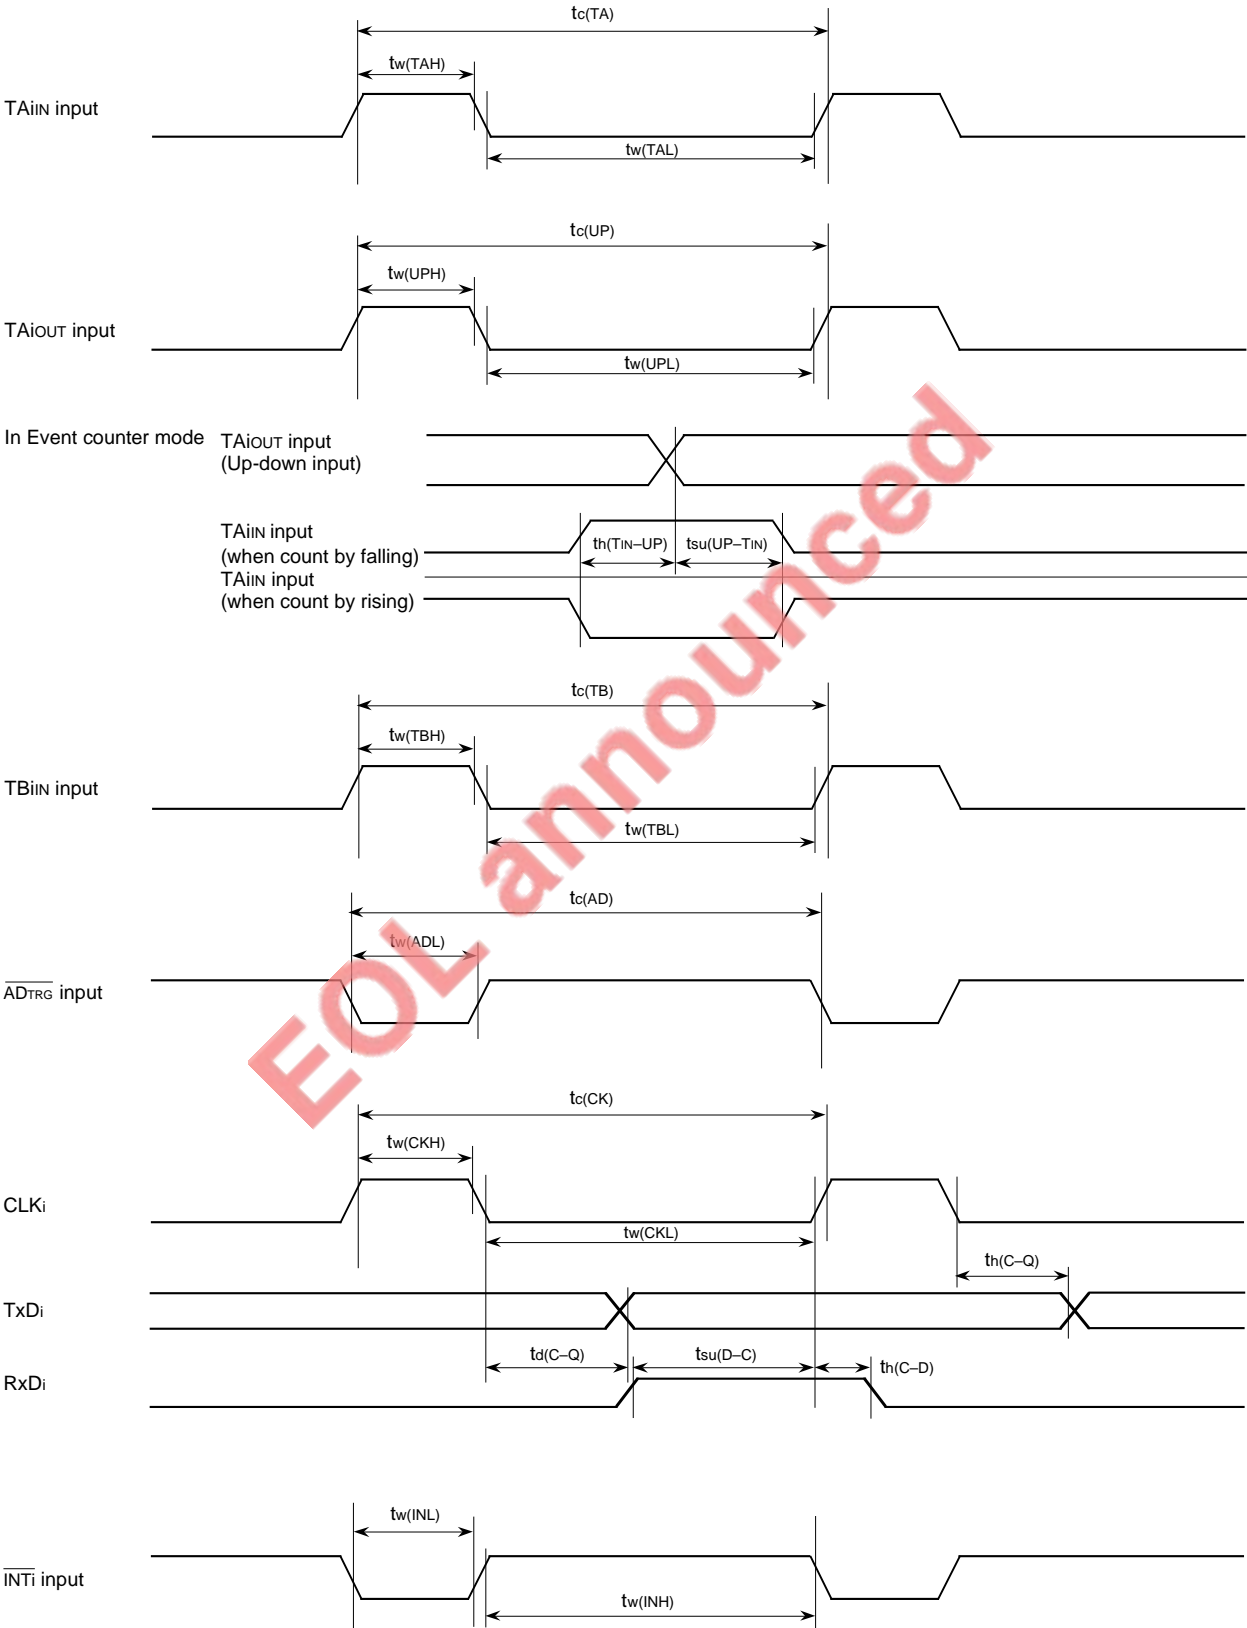 tc(TA)
tw(TAH)
TAiIN input
tw(TAL)
tc(UP)
tw(UPH)
TAiOUT input
tw(UPL)
In Event counter mode
TAiOUT input
(Up-down input)
TAiIN input
(when count by falling)
th(TIN–UP)
tsu(UP–TIN)
TAiIN input
(when count by rising)
tc(TB)
tw(TBH)
TBiIN input
tw(TBL)
tc(AD)
tw(ADL)
ADTRG input
tc(CK)
tw(CKH)
CLKi
tw(CKL)
th(C–Q)
TxDi
td(C–Q)
tsu(D–C)
th(C–D)
RxDi
tw(INL)
INTi input
tw(INH)
EOL announced